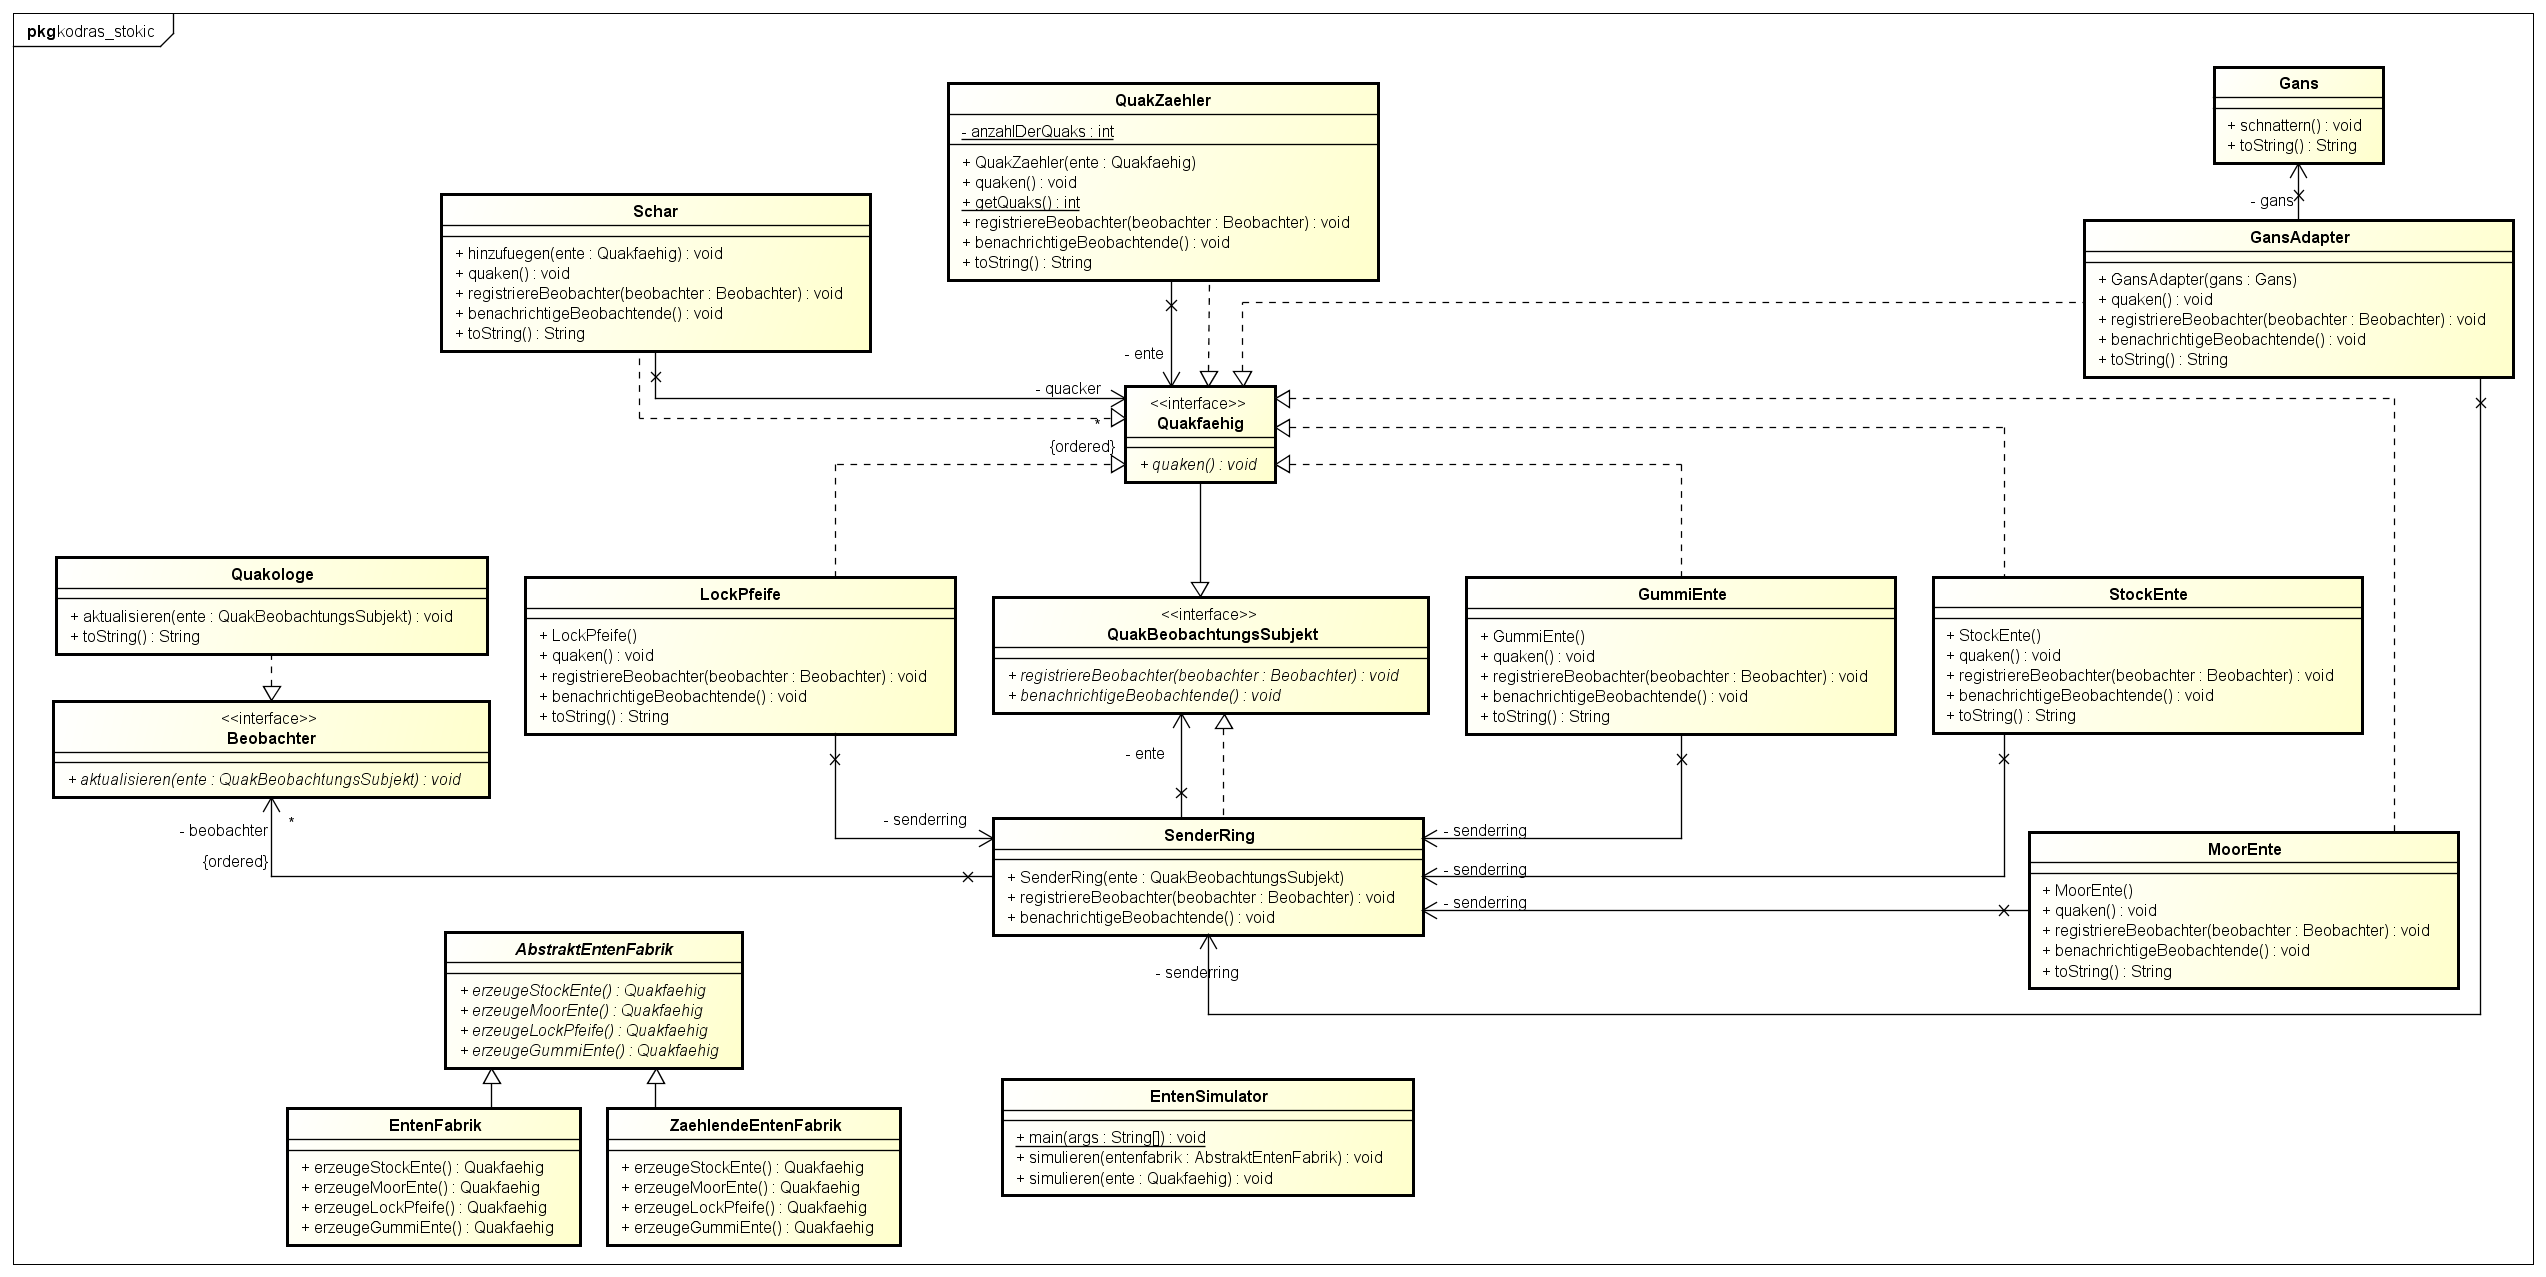 pkg kodras_stokic
Gans
+ schnattern() : void
+ toString() : String
- gans
QuakZaehler
- anzahlDerQuaks : int
+ QuakZaehler(ente : Quakfaehig)
+ quaken() : void
+ getQuaks() : int
+ registriereBeobachter(beobachter : Beobachter) : void
+ benachrichtigeBeobachtende() : void
+ toString() : String
- ente
Schar
+ hinzufuegen(ente : Quakfaehig) : void
+ quaken() : void
+ registriereBeobachter(beobachter : Beobachter) : void
+ benachrichtigeBeobachtende() : void
+ toString() : String
- quacker
*
{ordered}
GansAdapter
+ GansAdapter(gans : Gans)
+ quaken() : void
+ registriereBeobachter(beobachter : Beobachter) : void
+ benachrichtigeBeobachtende() : void
+ toString() : String
<<interface>>
Quakfaehig
+ quaken() : void
Quakologe
+ aktualisieren(ente : QuakBeobachtungsSubjekt) : void
+ toString() : String
<<interface>>
Beobachter
+ aktualisieren(ente : QuakBeobachtungsSubjekt) : void
- beobachter
*
{ordered}
LockPfeife
+ LockPfeife()
+ quaken() : void
+ registriereBeobachter(beobachter : Beobachter) : void
+ benachrichtigeBeobachtende() : void
+ toString() : String
- senderring
<<interface>>
QuakBeobachtungsSubjekt
+ registriereBeobachter(beobachter : Beobachter) : void
+ benachrichtigeBeobachtende() : void
- ente
GummiEnte
+ GummiEnte()
+ quaken() : void
+ registriereBeobachter(beobachter : Beobachter) : void
+ benachrichtigeBeobachtende() : void
+ toString() : String
- senderring
StockEnte
+ StockEnte()
+ quaken() : void
+ registriereBeobachter(beobachter : Beobachter) : void
+ benachrichtigeBeobachtende() : void
+ toString() : String
- senderring
SenderRing
+ SenderRing(ente : QuakBeobachtungsSubjekt)
+ registriereBeobachter(beobachter : Beobachter) : void
+ benachrichtigeBeobachtende() : void
- senderring
MoorEnte
+ MoorEnte()
+ quaken() : void
+ registriereBeobachter(beobachter : Beobachter) : void
+ benachrichtigeBeobachtende() : void
+ toString() : String
- senderring
AbstraktEntenFabrik
+ erzeugeStockEnte() : Quakfaehig
+ erzeugeMoorEnte() : Quakfaehig
+ erzeugeLockPfeife() : Quakfaehig
+ erzeugeGummiEnte() : Quakfaehig
EntenFabrik
+ erzeugeStockEnte() : Quakfaehig
+ erzeugeMoorEnte() : Quakfaehig
+ erzeugeLockPfeife() : Quakfaehig
+ erzeugeGummiEnte() : Quakfaehig
ZaehlendeEntenFabrik
+ erzeugeStockEnte() : Quakfaehig
+ erzeugeMoorEnte() : Quakfaehig
+ erzeugeLockPfeife() : Quakfaehig
+ erzeugeGummiEnte() : Quakfaehig
EntenSimulator
+ main(args : String[]) : void
+ simulieren(entenfabrik : AbstraktEntenFabrik) : void
+ simulieren(ente : Quakfaehig) : void